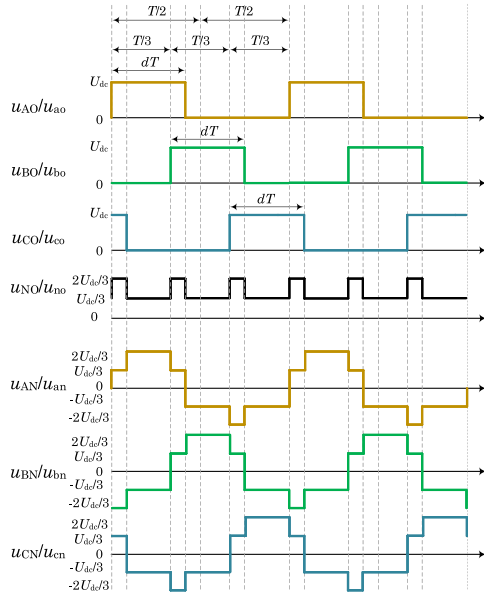 T/2 T/2
T/3 T/3 T/3
dT
U_dc
u_AO/u_ao
0
dT
U_dc
u_BO/u_bo
0
dT
U_dc
u_CO/u_co
0
2U_dc/3
u_NO/u_no
U_dc/3
0
2U_dc/3
U_dc/3
u_AN/u_an
0
-U_dc/3
-2U_dc/3
2U_dc/3
U_dc/3
u_BN/u_bn
0
-U_dc/3
-2U_dc/3
2U_dc/3
U_dc/3
u_CN/u_cn
0
-U_dc/3
-2U_dc/3